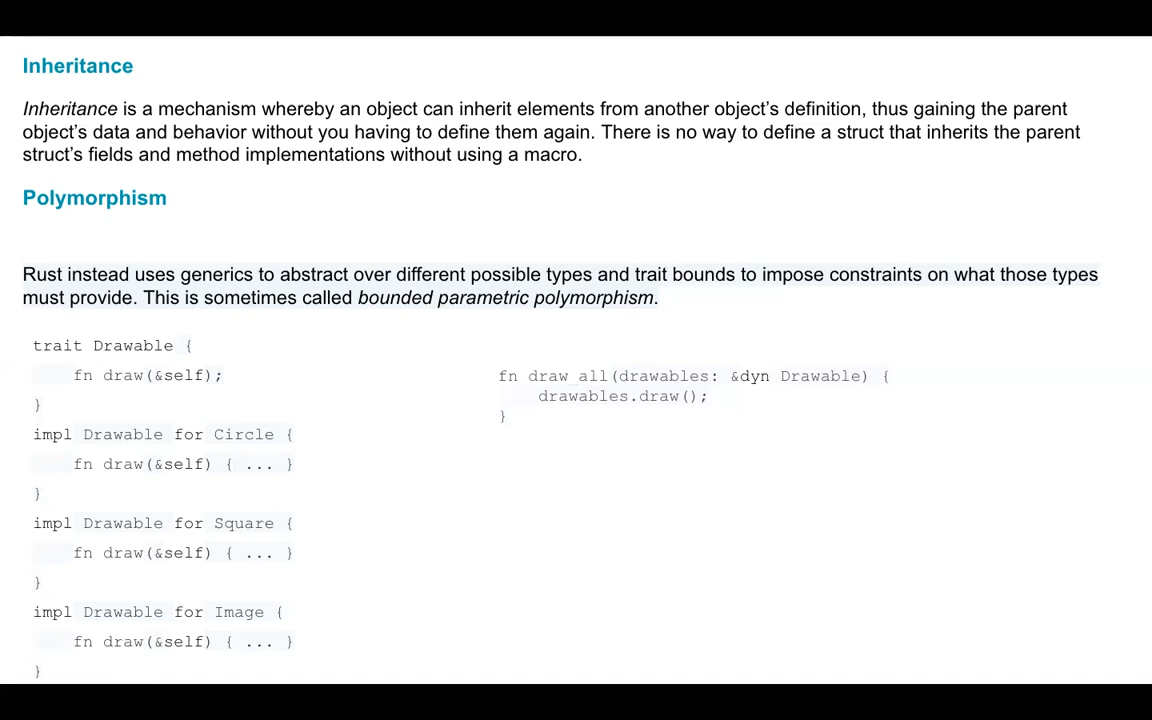 Inheritance
Inheritance is a mechanism whereby an object can inherit elements from another object’s definition, thus gaining the parent
object’s data and behavior without you having to define them again. There is no way to define a struct that inherits the parent
struct’s fields and method implementations without using a macro.
Polymorphism
Rust instead uses generics to abstract over different possible types and trait bounds to impose constraints on what those types
must provide. This is sometimes called bounded parametric polymorphism.
trait Drawable {
    fn draw(&self);
}
impl Drawable for Circle {
    fn draw(&self) { ... }
}
impl Drawable for Square {
    fn draw(&self) { ... }
}
impl Drawable for Image {
    fn draw(&self) { ... }
}
fn draw_all(drawables: &dyn Drawable) {
    drawables.draw();
}